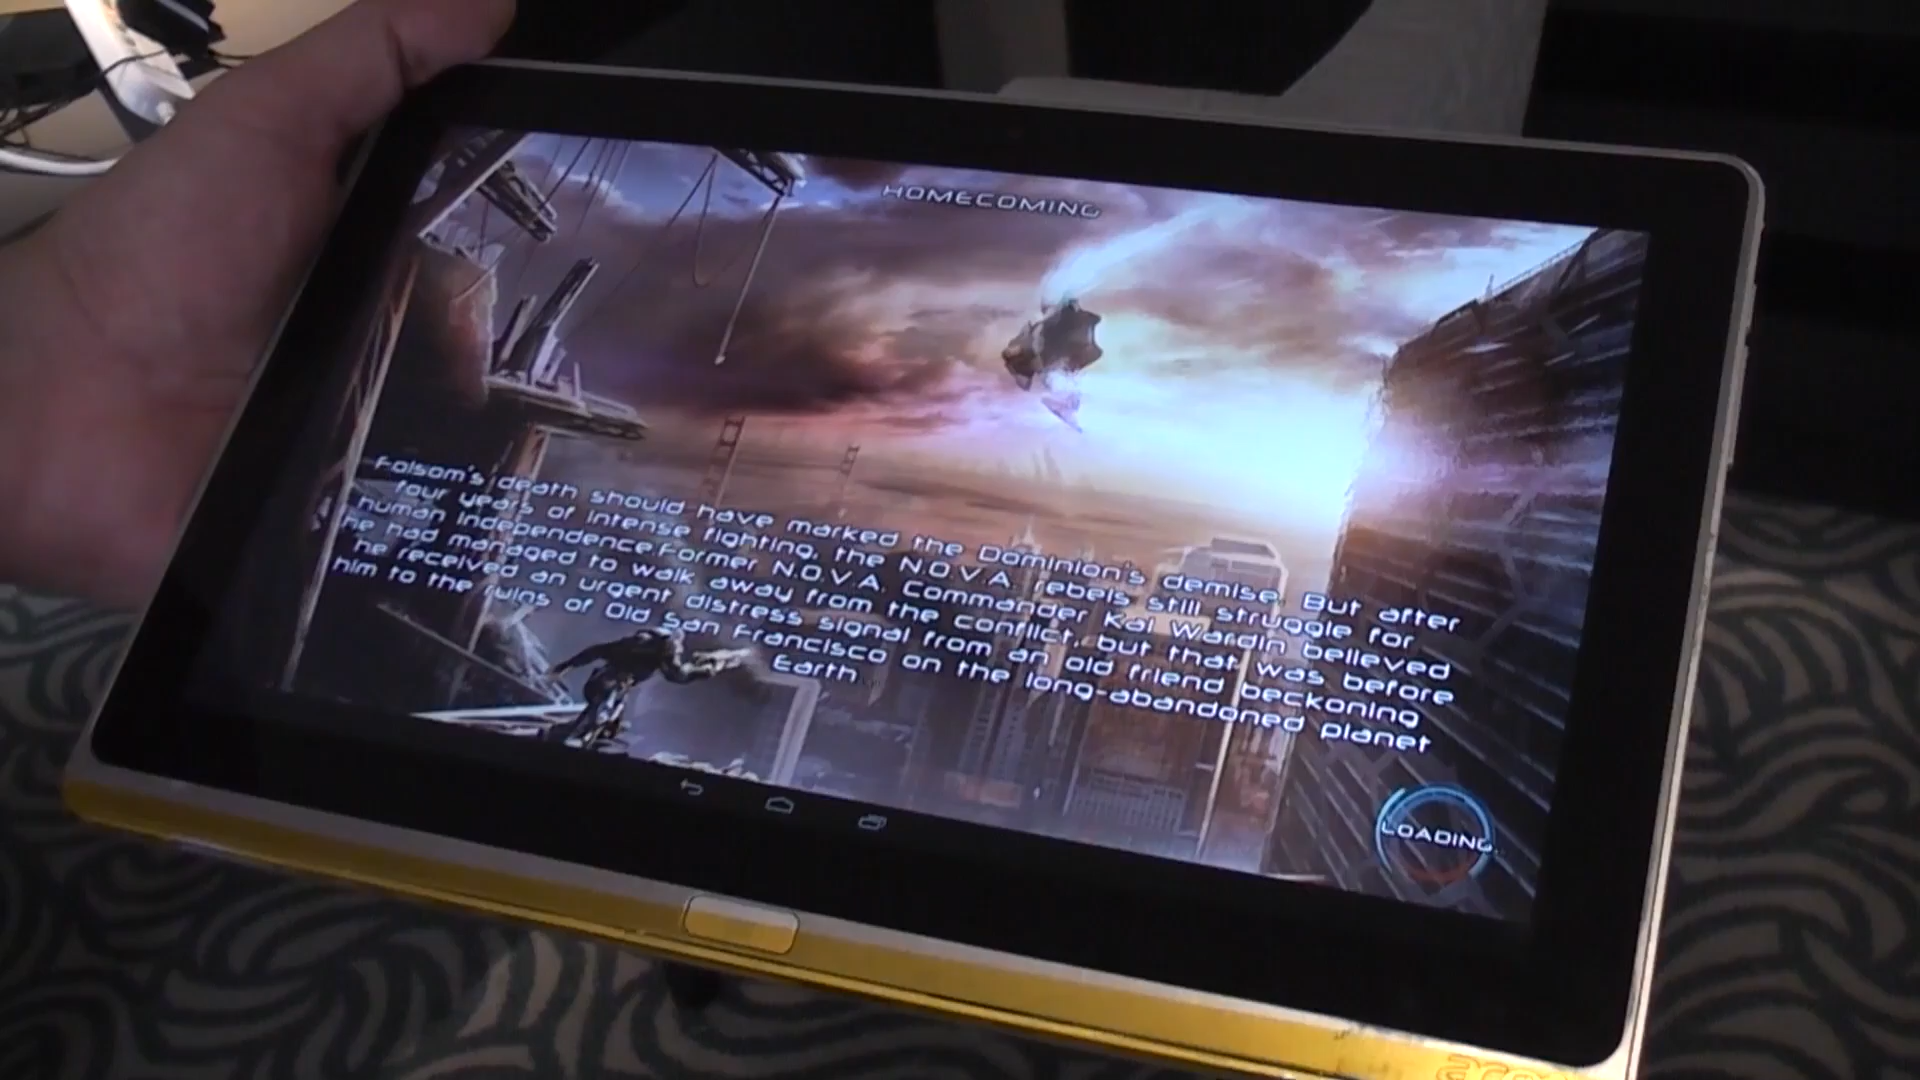 HOMECOMING
Folsom's death should have marked the Dominion's demise. But after
four years of intense fighting, the N.O.V.A. rebels still struggle for
human independence.Former N.O.V.A. Commander Kal Wardin believed
he had managed to walk away from the conflict, but that was before
he received an urgent distress signal from an old friend beckoning
him to the ruins of Old San Francisco on the long-abandoned planet
Earth
LOADING..